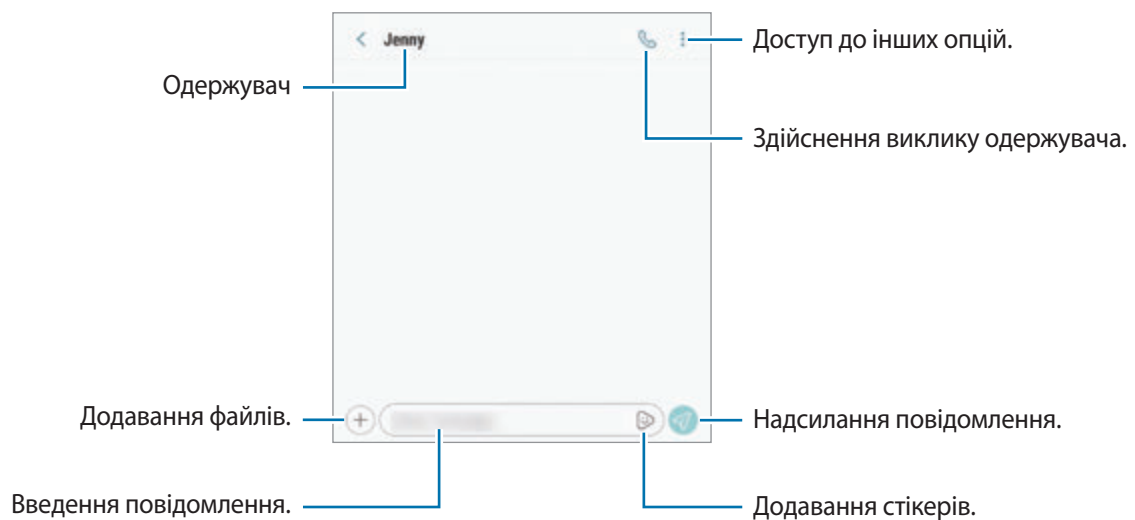 Jenny
Доступ до інших опцій.
Одержувач
Здійснення виклику одержувача.
Додавання файлів.
Надсилання повідомлення.
Введення повідомлення.
Додавання стікерів.